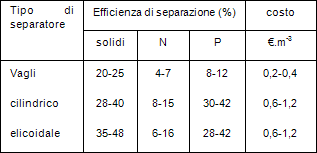 Tipo di separatore Efficienza di separazione (%) costo
solidi N P €.m-3
Vagli 20-25 4-7 8-12 0,2-0,4
cilindrico 28-40 8-15 30-42 0,6-1,2
elicoidale 35-48 6-16 28-42 0,6-1,2